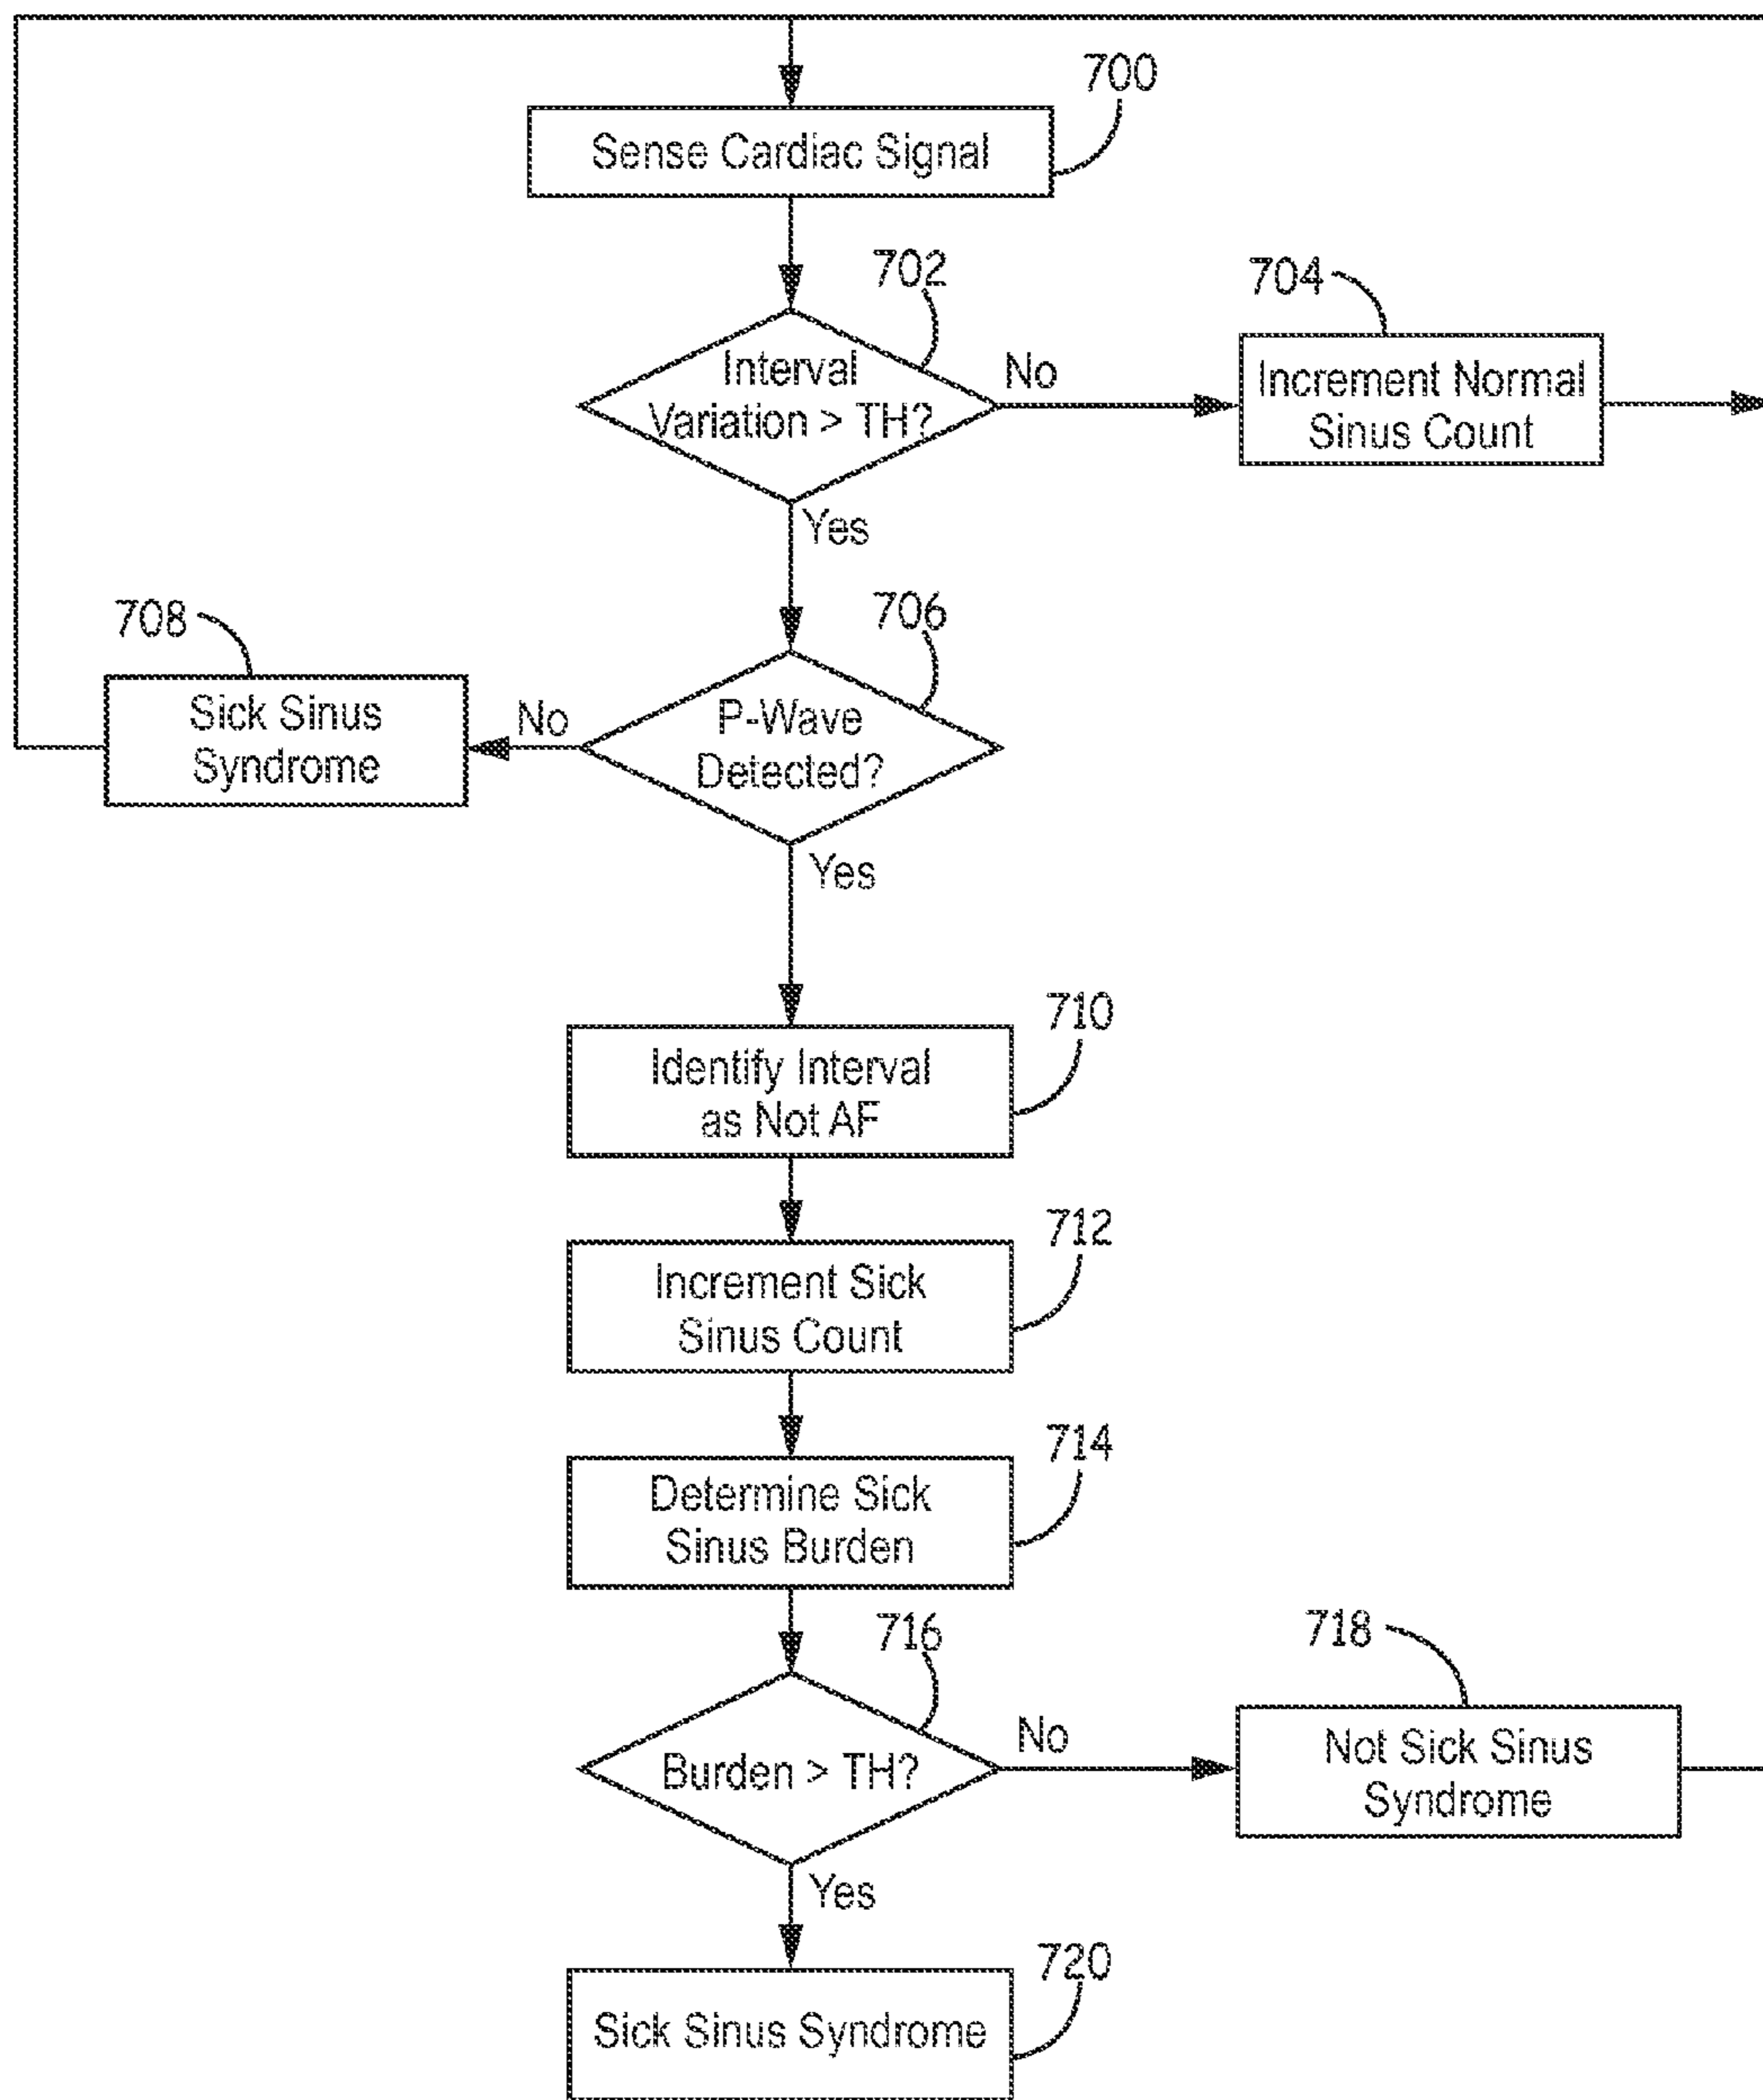 700
Sense Cardiac Signal
702
704
Interval
Variation > TH?
No
Increment Normal
Sinus Count
Yes
708
706
Sick Sinus
Syndrome
No
P-Wave
Detected?
Yes
710
Identify Interval
as Not AF
712
Increment Sick
Sinus Count
714
Determine Sick
Sinus Burden
716
718
Burden > TH?
No
Not Sick Sinus
Syndrome
Yes
720
Sick Sinus Syndrome